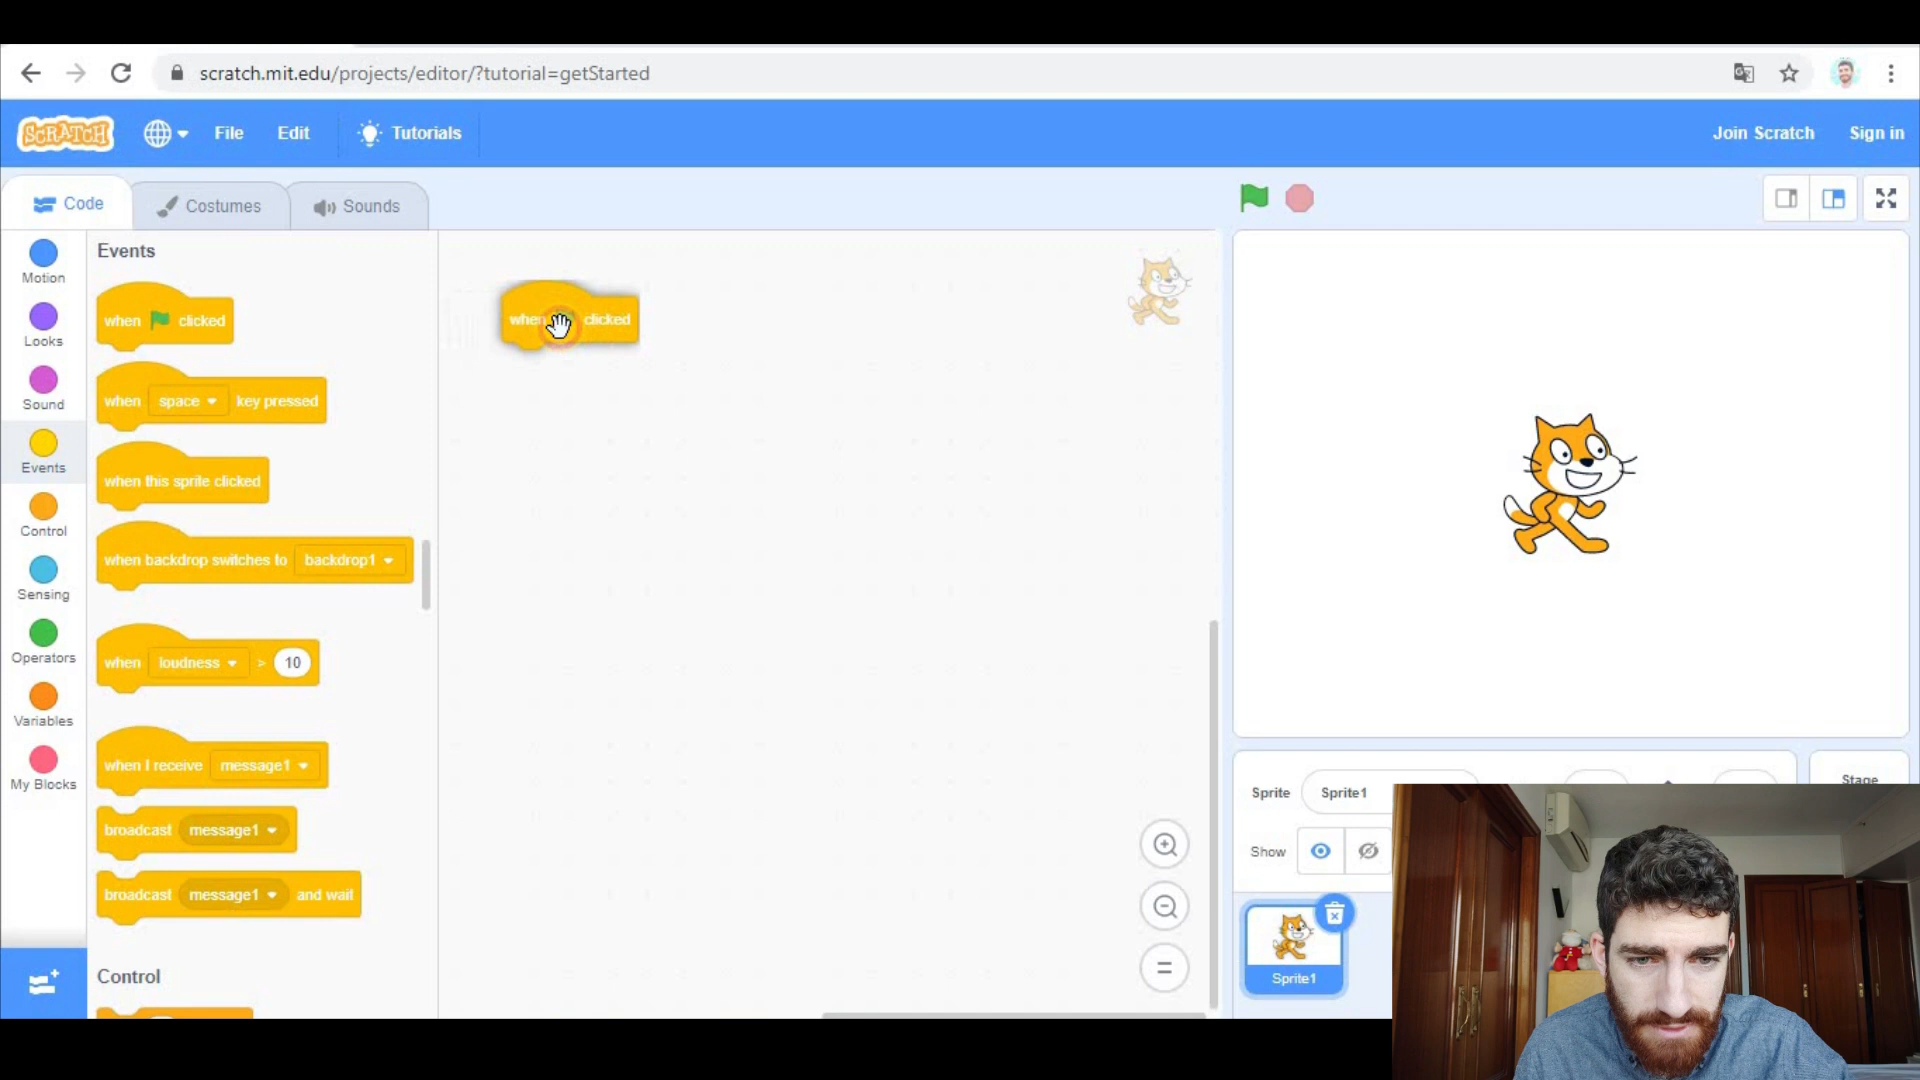 scratch.mit.edu/projects/editor/?tutorial=getStarted
SCRATCH
File
Edit
Tutorials
Join Scratch
Sign in
Code
Costumes
Sounds
Motion
Looks
Sound
Events
Control
Sensing
Operators
Variables
My Blocks
Events
when clicked
when space key pressed
when this sprite clicked
when backdrop switches to backdrop1
when loudness > 10
when I receive message1
broadcast message1
broadcast message1 and wait
Control
when clicked
Sprite Sprite1
Show
Sprite1
Stage